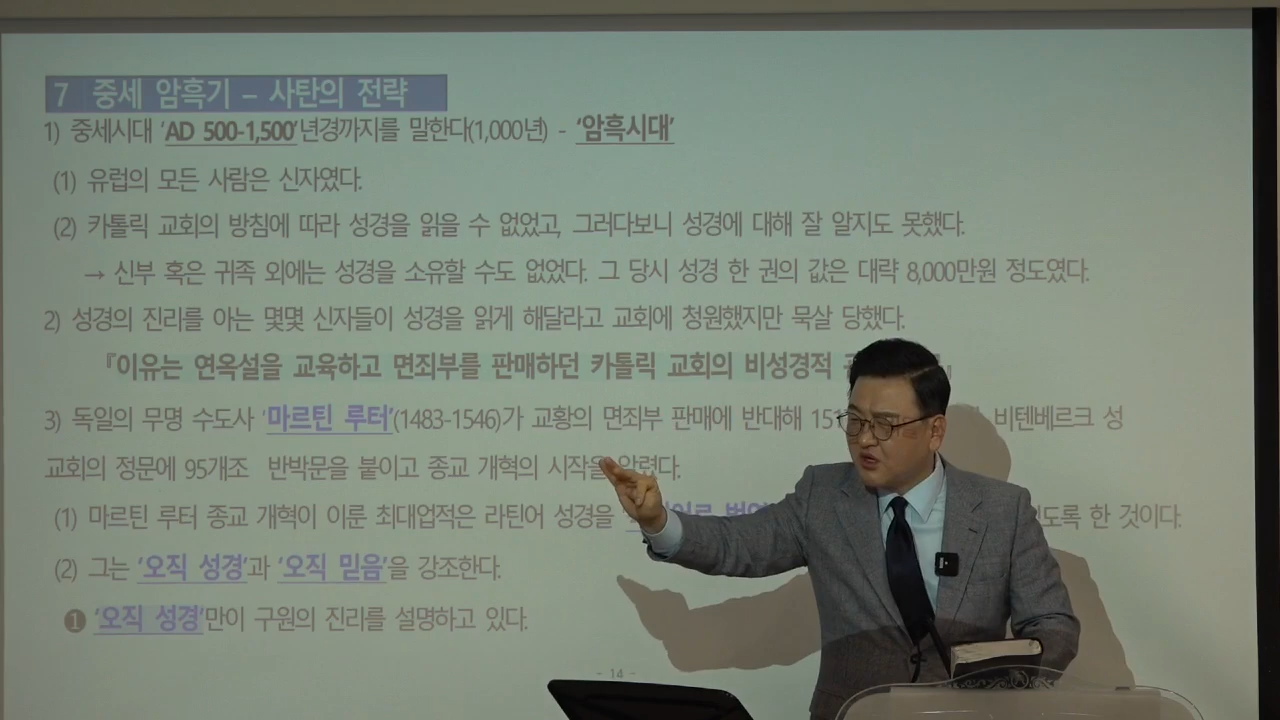 7 중세 암흑기 – 사탄의 전략
1) 중세시대 'AD 500-1,500'년경까지를 말한다(1,000년) - '암흑시대'
(1) 유럽의 모든 사람은 신자였다.
(2) 카톨릭 교회의 방침에 따라 성경을 읽을 수 없었고, 그러다보니 성경에 대해 잘 알지도 못했다.
→ 신부 혹은 귀족 외에는 성경을 소유할 수도 없었다. 그 당시 성경 한 권의 값은 대략 8,000만원 정도였다.
2) 성경의 진리를 아는 몇몇 신자들이 성경을 읽게 해달라고 교회에 청원했지만 묵살 당했다.
『이유는 연옥설을 교육하고 면죄부를 판매하던 카톨릭 교회의 비성경적
3) 독일의 무명 수도사 '마르틴 루터'(1483-1546)가 교황의 면죄부 판매에 반대해 151 비텐베르크 성
교회의 정문에 95개조 반박문을 붙이고 종교 개혁의 시작을 알렸다.
(1) 마르틴 루터 종교 개혁이 이룬 최대업적은 라틴어 성경을 한 것이다.
(2) 그는 '오직 성경'과 '오직 믿음'을 강조한다.
❶ '오직 성경'만이 구원의 진리를 설명하고 있다.
- 14 -